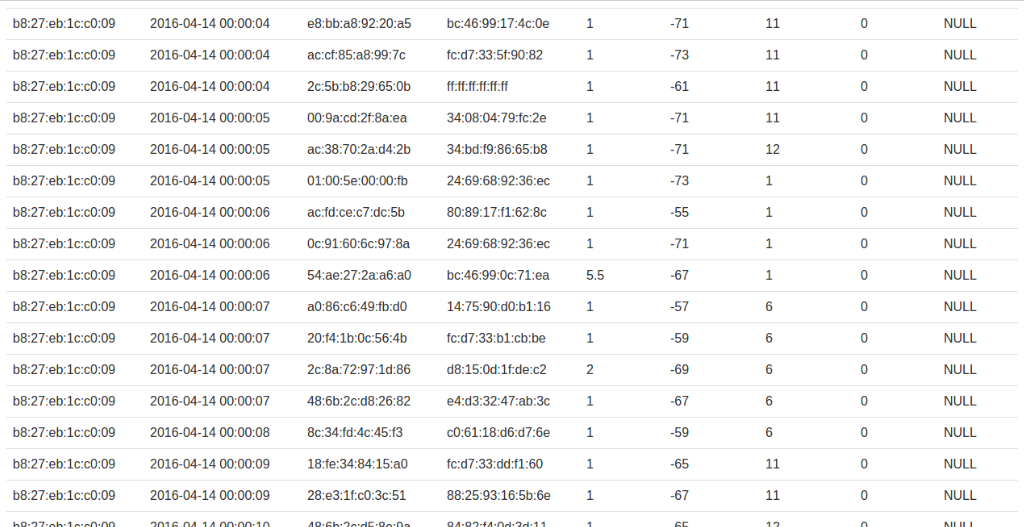 b8:27:eb:1c:c0:09 2016-04-14 00:00:04 e8:bb:a8:92:20:a5 bc:46:99:17:4c:0e 1 -71 11 0 NULL
b8:27:eb:1c:c0:09 2016-04-14 00:00:04 ac:cf:85:a8:99:7c fc:d7:33:5f:90:82 1 -73 11 0 NULL
b8:27:eb:1c:c0:09 2016-04-14 00:00:04 2c:5b:b8:29:65:0b ff:ff:ff:ff:ff:ff 1 -61 11 0 NULL
b8:27:eb:1c:c0:09 2016-04-14 00:00:05 00:9a:cd:2f:8a:ea 34:08:04:79:fc:2e 1 -71 11 0 NULL
b8:27:eb:1c:c0:09 2016-04-14 00:00:05 ac:38:70:2a:d4:2b 34:bd:f9:86:65:b8 1 -71 12 0 NULL
b8:27:eb:1c:c0:09 2016-04-14 00:00:05 01:00:5e:00:00:fb 24:69:68:92:36:ec 1 -73 1 0 NULL
b8:27:eb:1c:c0:09 2016-04-14 00:00:06 ac:fd:ce:c7:dc:5b 80:89:17:f1:62:8c 1 -55 1 0 NULL
b8:27:eb:1c:c0:09 2016-04-14 00:00:06 0c:91:60:6c:97:8a 24:69:68:92:36:ec 1 -71 1 0 NULL
b8:27:eb:1c:c0:09 2016-04-14 00:00:06 54:ae:27:2a:a6:a0 bc:46:99:0c:71:ea 5.5 -67 1 0 NULL
b8:27:eb:1c:c0:09 2016-04-14 00:00:07 a0:86:c6:49:fb:d0 14:75:90:d0:b1:16 1 -57 6 0 NULL
b8:27:eb:1c:c0:09 2016-04-14 00:00:07 20:f4:1b:0c:56:4b fc:d7:33:b1:cb:be 1 -59 6 0 NULL
b8:27:eb:1c:c0:09 2016-04-14 00:00:07 2c:8a:72:97:1d:86 d8:15:0d:1f:de:c2 2 -69 6 0 NULL
b8:27:eb:1c:c0:09 2016-04-14 00:00:07 48:6b:2c:d8:26:82 e4:d3:32:47:ab:3c 1 -67 6 0 NULL
b8:27:eb:1c:c0:09 2016-04-14 00:00:08 8c:34:fd:4c:45:f3 c0:61:18:d6:d7:6e 1 -59 6 0 NULL
b8:27:eb:1c:c0:09 2016-04-14 00:00:09 18:fe:34:84:15:a0 fc:d7:33:dd:f1:60 1 -65 11 0 NULL
b8:27:eb:1c:c0:09 2016-04-14 00:00:09 28:e3:1f:c0:3c:51 88:25:93:16:5b:6e 1 -67 11 0 NULL
b8:27:eb:1c:c0:09 2016-04-14 00:00:10 48:6b:2c:d5:8e:9a 84:82:f4:0d:3d:11 1 -65 12 0 NULL